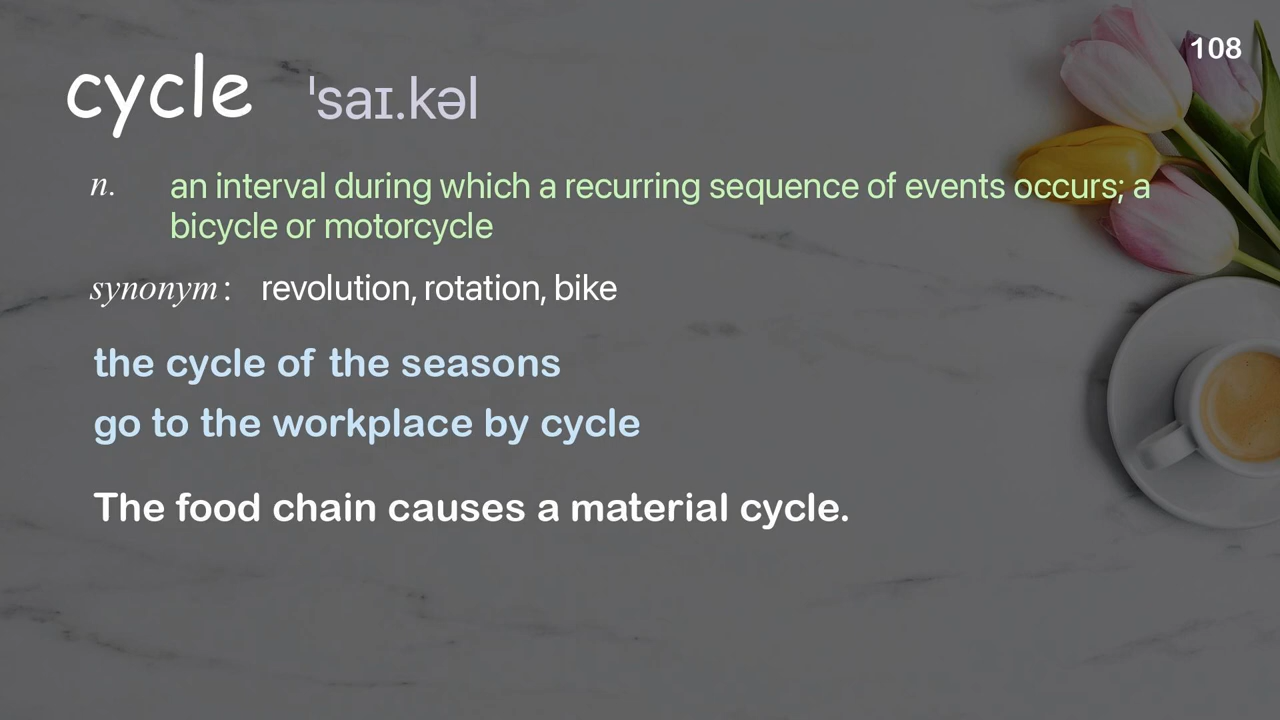 108
cycle ˈsaɪ.kəl
n. an interval during which a recurring sequence of events occurs; a
bicycle or motorcycle
synonym : revolution, rotation, bike
the cycle of the seasons
go to the workplace by cycle
The food chain causes a material cycle.